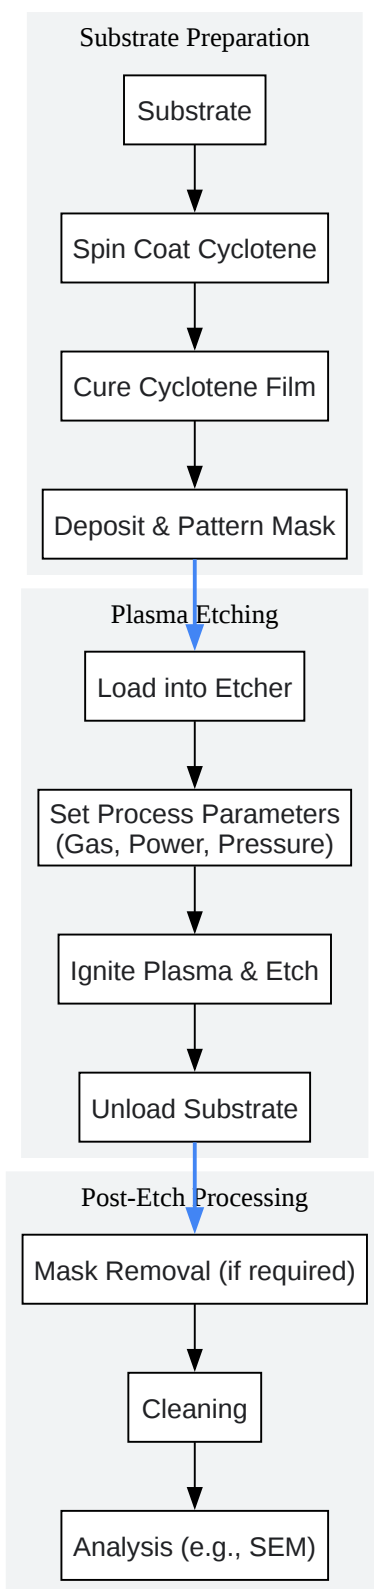 Substrate Preparation
Substrate
Spin Coat Cyclotene
Cure Cyclotene Film
Deposit & Pattern Mask
Plasma Etching
Load into Etcher
Set Process Parameters
(Gas, Power, Pressure)
Ignite Plasma & Etch
Unload Substrate
Post-Etch Processing
Mask Removal (if required)
Cleaning
Analysis (e.g., SEM)